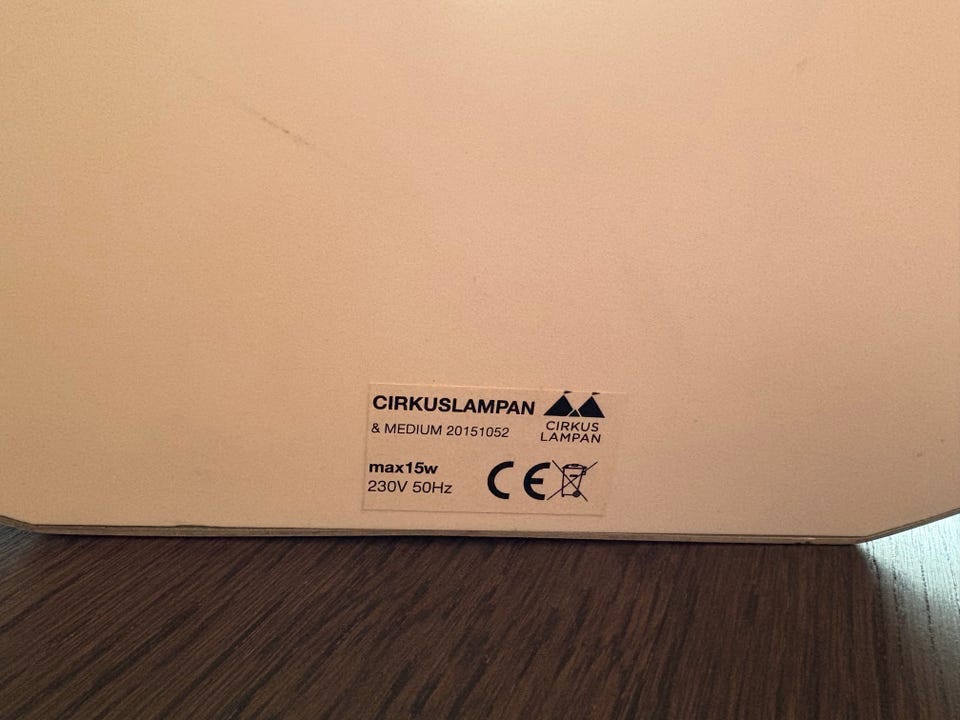 CIRKUSLAMPAN
& MEDIUM 20151052
CIRKUS
LAMPAN
max15w
230V 50Hz
CE